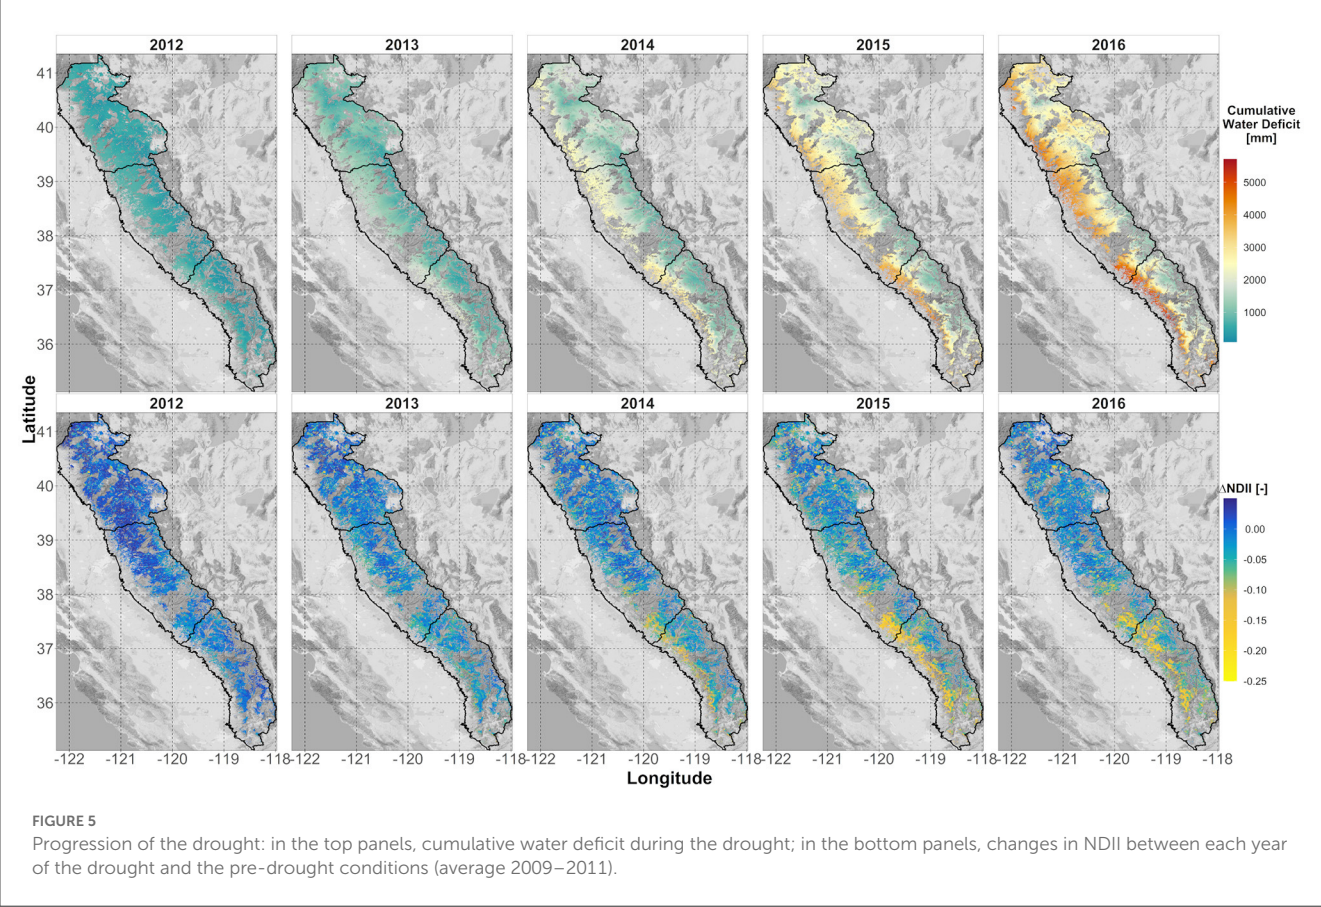 2012 2013 2014 2015 2016
41
40
39
38
37
36
Cumulative
Water Deficit
[mm]
5000
4000
3000
2000
1000
Latitude
2012 2013 2014 2015 2016
41
40
39
38
37
36
ΔNDII [-]
0.00
-0.05
-0.10
-0.15
-0.20
-0.25
-122 -121 -120 -119 -118 -122 -121 -120 -119 -118 -122 -121 -120 -119 -118 -122 -121 -120 -119 -118 -122 -121 -120 -119 -118
Longitude
FIGURE 5
Progression of the drought: in the top panels, cumulative water deficit during the drought; in the bottom panels, changes in NDII between each year
of the drought and the pre-drought conditions (average 2009–2011).